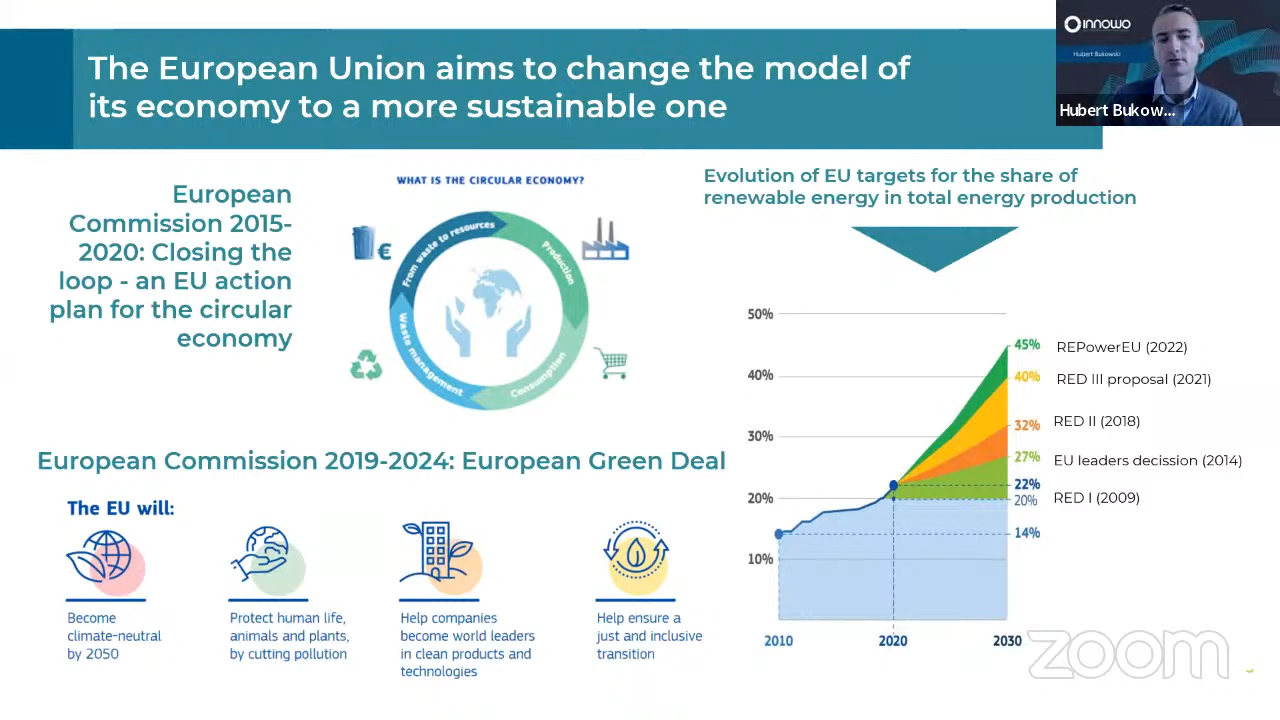 The European Union aims to change the model of
its economy to a more sustainable one
innowo
Hubert Bukowski
Hubert Bukow...
European
Commission 2015-
2020: Closing the
loop - an EU action
plan for the circular
economy
WHAT IS THE CIRCULAR ECONOMY?
From waste to resources
Production
Consumption
Waste management
€
Evolution of EU targets for the share of
renewable energy in total energy production
50%
40%
30%
20%
10%
45% REPowerEU (2022)
40% RED III proposal (2021)
32% RED II (2018)
27% EU leaders decission (2014)
22%
20% RED I (2009)
14%
2010 2020 2030
European Commission 2019-2024: European Green Deal
The EU will:
Become
climate-neutral
by 2050
Protect human life,
animals and plants,
by cutting pollution
Help companies
become world leaders
in clean products and
technologies
Help ensure a
just and inclusive
transition
zoom